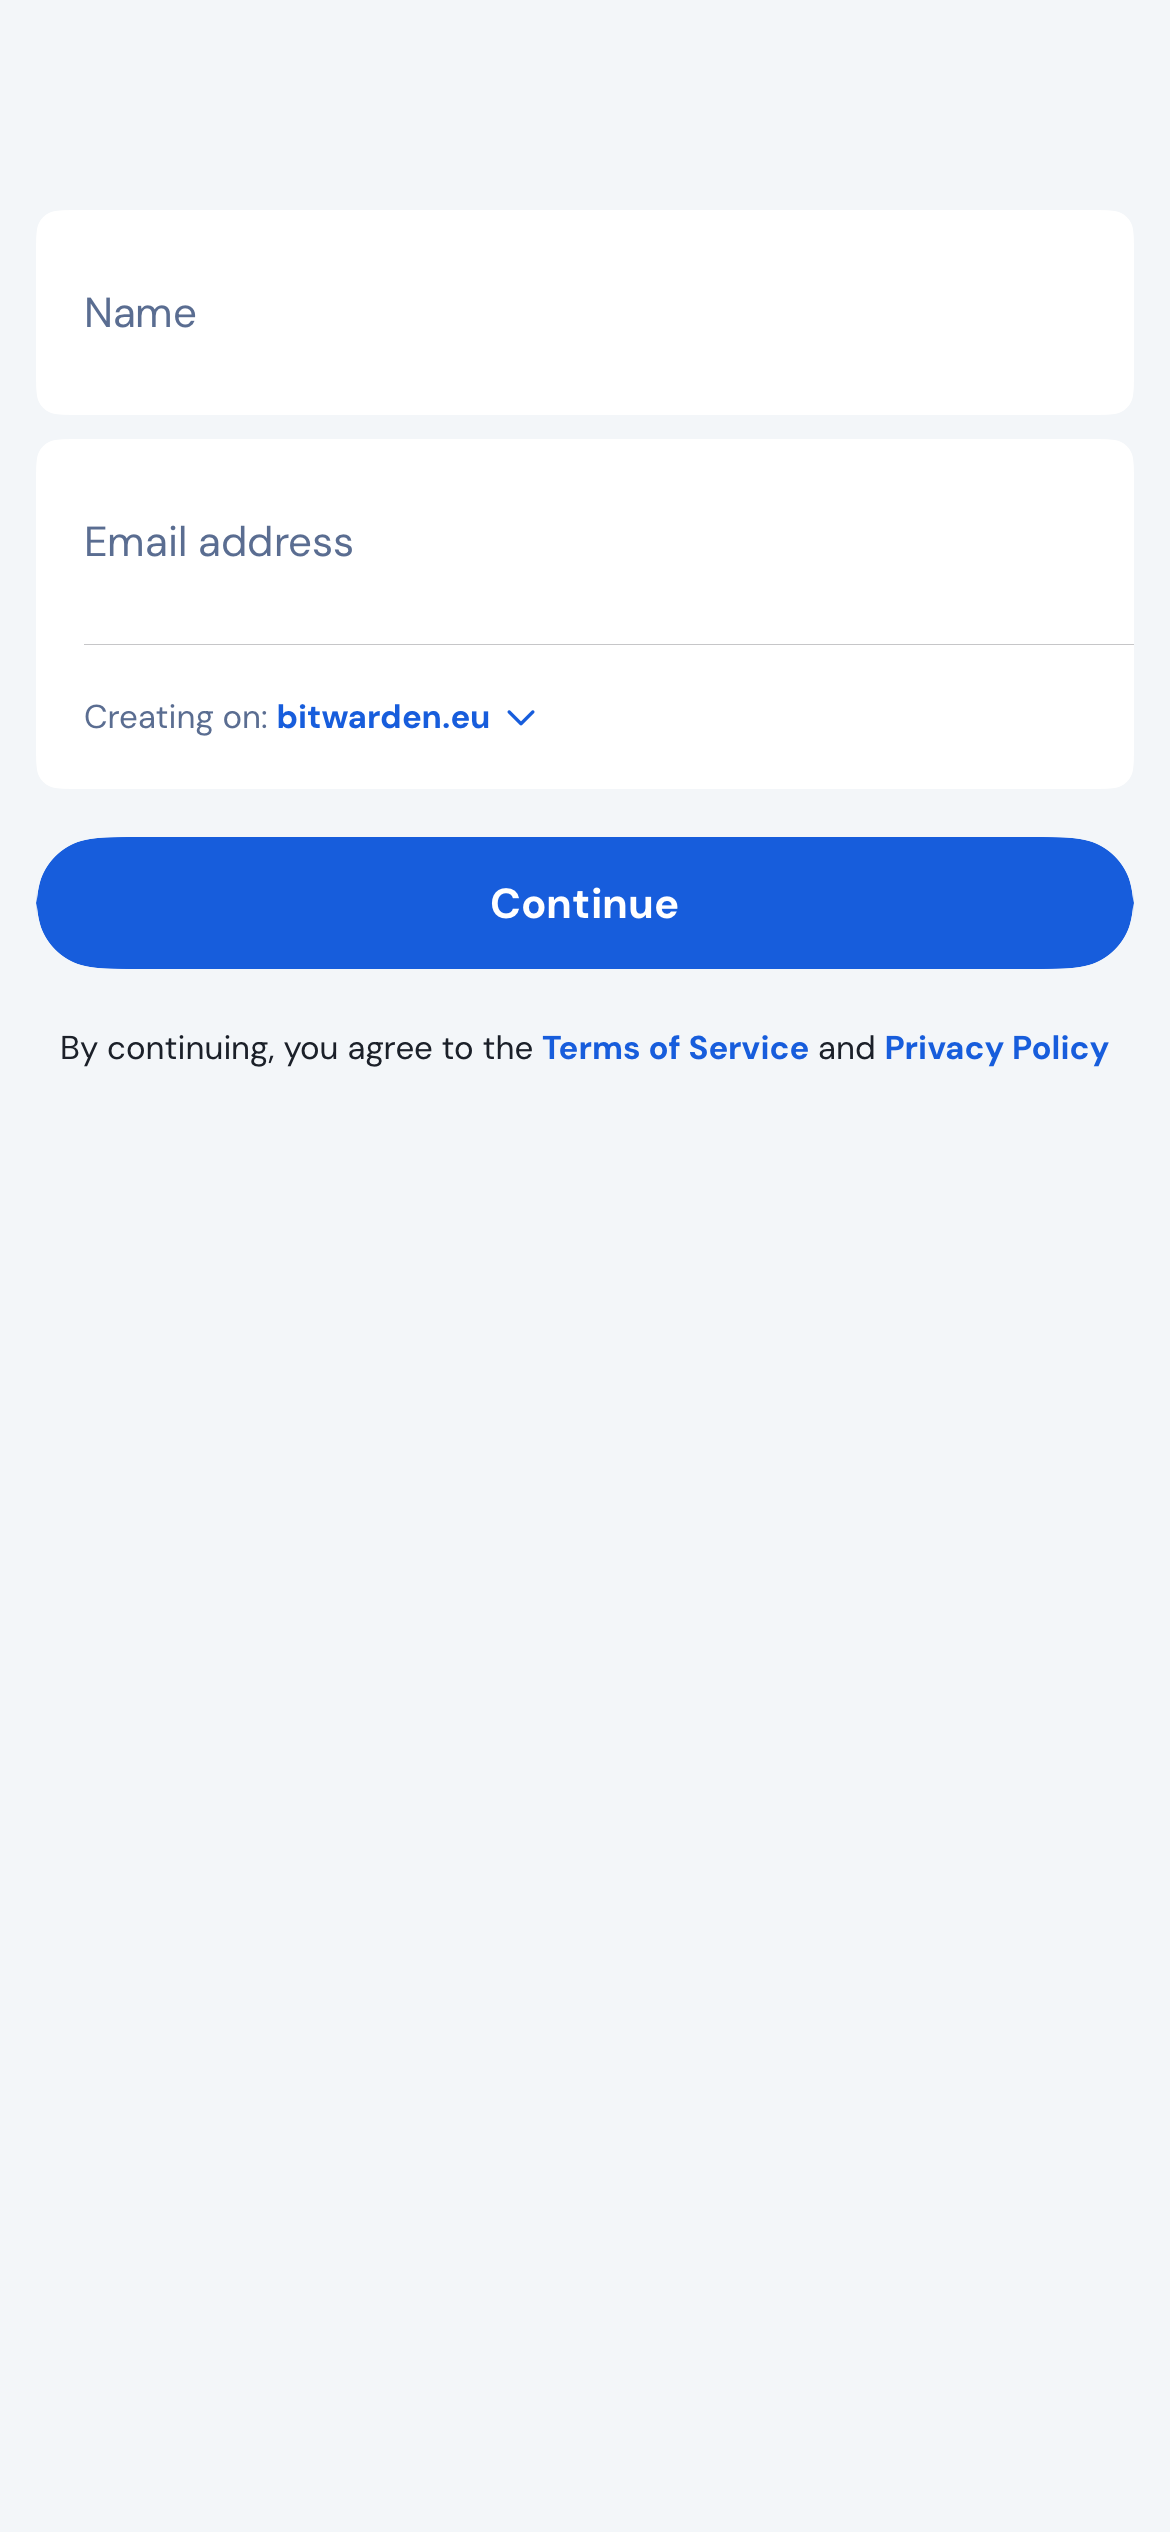 Name
Email address
Creating on: bitwarden.eu
Continue
By continuing, you agree to the Terms of Service and Privacy Policy